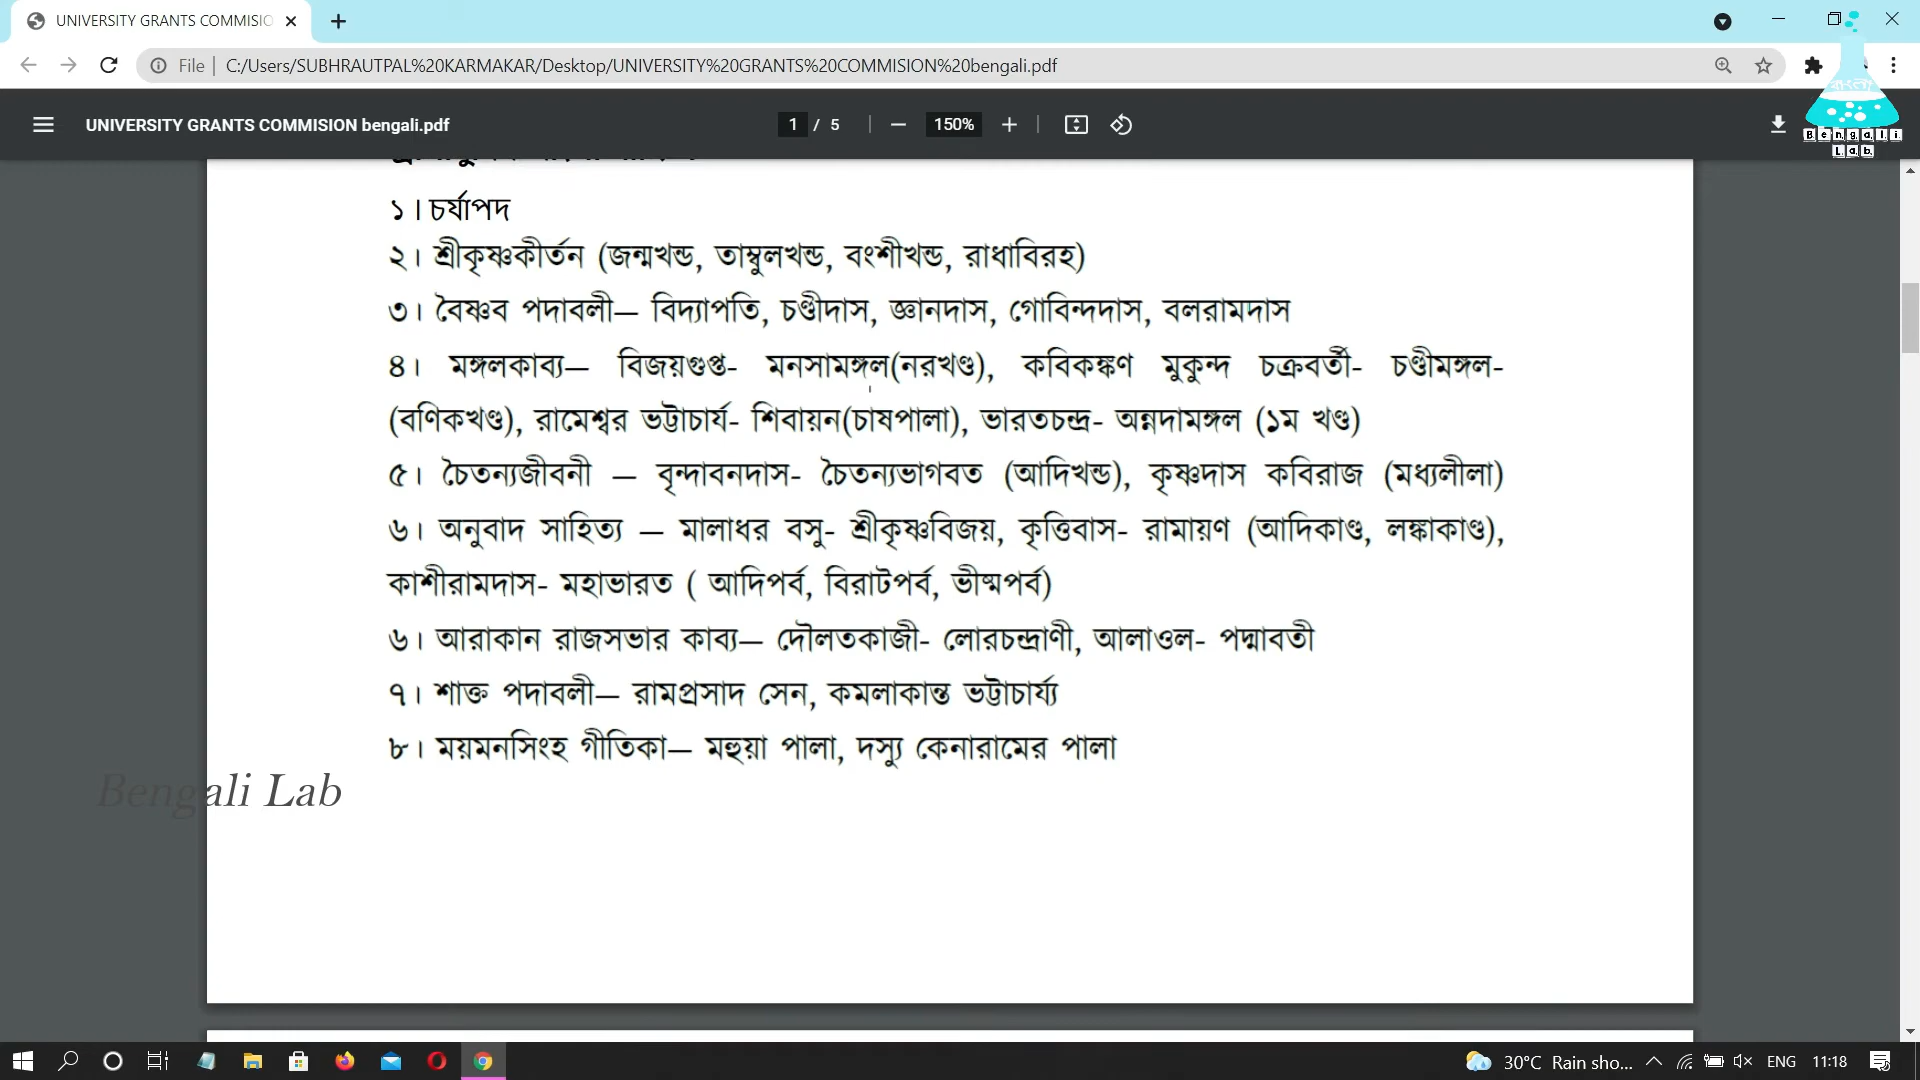 UNIVERSITY GRANTS COMMISIO
File | C:/Users/SUBHRAUTPAL%20KARMAKAR/Desktop/UNIVERSITY%20GRANTS%20COMMISION%20bengali.pdf
UNIVERSITY GRANTS COMMISION bengali.pdf
1 / 5
150%
Bengali
Lab
১। চর্যাপদ
২। শ্রীকৃষ্ণকীর্তন (জন্মখন্ড, তাম্বুলখন্ড, বংশীখন্ড, রাধাবিরহ)
৩। বৈষ্ণব পদাবলী— বিদ্যাপতি, চণ্ডীদাস, জ্ঞানদাস, গোবিন্দদাস, বলরামদাস
৪। মঙ্গলকাব্য— বিজয়গুপ্ত- মনসামঙ্গল(নরখণ্ড), কবিকঙ্কণ মুকুন্দ চক্রবর্তী- চণ্ডীমঙ্গল-
(বণিকখণ্ড), রামেশ্বর ভট্টাচার্য- শিবায়ন(চাষপালা), ভারতচন্দ্র- অন্নদামঙ্গল (১ম খণ্ড)
৫। চৈতন্যজীবনী — বৃন্দাবনদাস- চৈতন্যভাগবত (আদিখন্ড), কৃষ্ণদাস কবিরাজ (মধ্যলীলা)
৬। অনুবাদ সাহিত্য — মালাধর বসু- শ্রীকৃষ্ণবিজয়, কৃত্তিবাস- রামায়ণ (আদিকাণ্ড, লঙ্কাকাণ্ড),
কাশীরামদাস- মহাভারত ( আদিপর্ব, বিরাটপর্ব, ভীষ্মপর্ব)
৬। আরাকান রাজসভার কাব্য— দৌলতকাজী- লোরচন্দ্রাণী, আলাওল- পদ্মাবতী
৭। শাক্ত পদাবলী— রামপ্রসাদ সেন, কমলাকান্ত ভট্টাচার্য্য
৮। ময়মনসিংহ গীতিকা— মহুয়া পালা, দস্যু কেনারামের পালা
Bengali Lab
30°C Rain sho... ENG 11:18